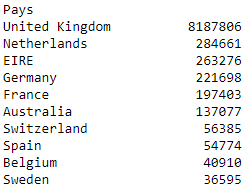 Pays
United Kingdom 8187806
Netherlands 284661
EIRE 263276
Germany 221698
France 197403
Australia 137077
Switzerland 56385
Spain 54774
Belgium 40910
Sweden 36595